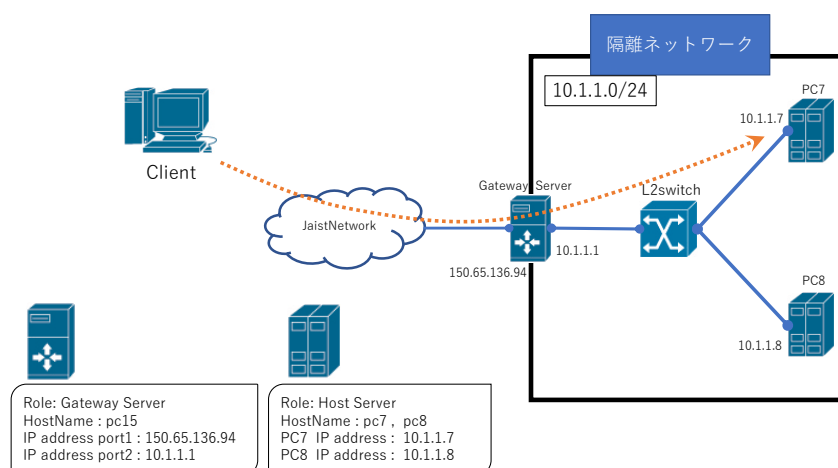 隔離ネットワーク
10.1.1.0/24
PC7
10.1.1.7
Client
Gateway Server
L2switch
JaistNetwork
10.1.1.1
150.65.136.94
PC8
10.1.1.8
Role: Gateway Server
HostName : pc15
IP address port1 : 150.65.136.94
IP address port2 : 10.1.1.1
Role: Host Server
HostName : pc7 , pc8
PC7 IP address : 10.1.1.7
PC8 IP address : 10.1.1.8